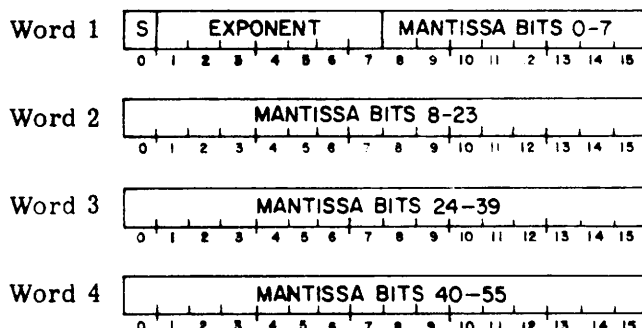 Word 1 S EXPONENT MANTISSA BITS 0-7
0 1 2 3 4 5 6 7 8 9 10 11 2 13 14 15
Word 2 MANTISSA BITS 8-23
0 1 2 3 4 5 6 7 8 9 10 11 12 13 14 15
Word 3 MANTISSA BITS 24-39
0 1 2 3 4 5 6 7 8 9 10 11 12 13 14 15
Word 4 MANTISSA BITS 40-55
0 1 2 3 4 5 6 7 8 9 10 11 12 13 14 15